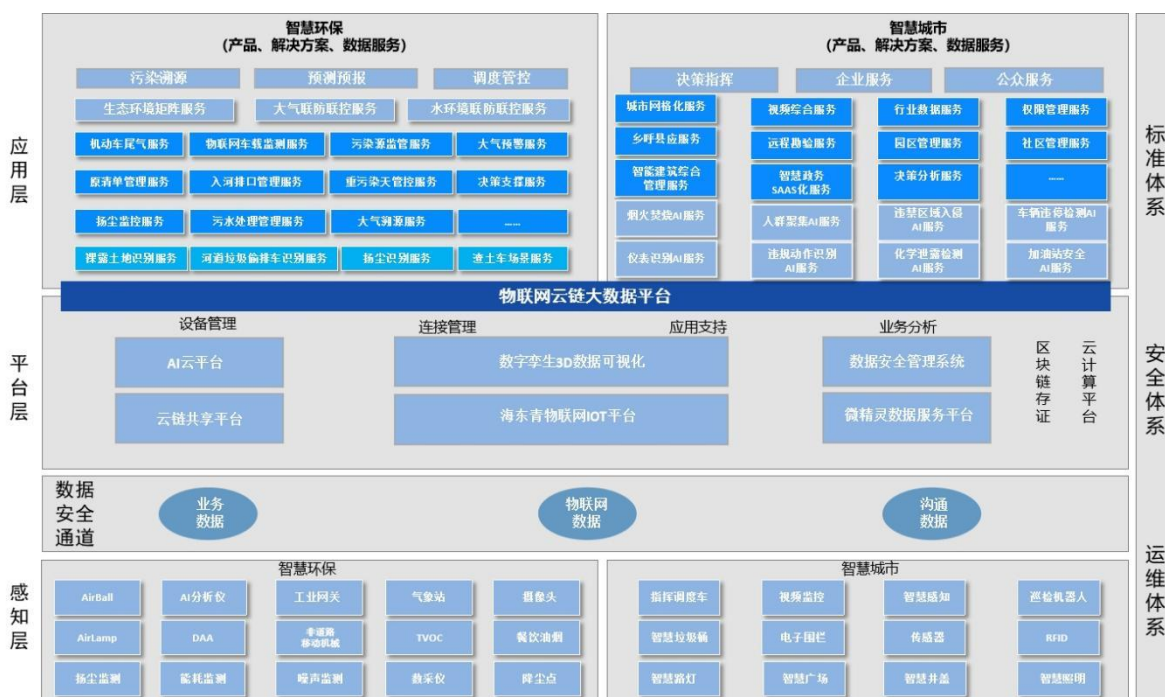 智慧环保
(产品、解决方案、数据服务)
污染溯源
预测预报
调度管控
生态环境矩阵服务
大气联防联控服务
水环境联防联控服务
机动车尾气服务
物联网车载监测服务
污染源监管服务
大气预警服务
原清单管理服务
入河排口管理服务
重污染天管控服务
决策支撑服务
扬尘监控服务
污水处理管理服务
大气溯源服务
......
裸露土地识别服务
河道垃圾偷排车识别服务
扬尘识别服务
渣土车场景服务
智慧城市
(产品、解决方案、数据服务)
决策指挥
企业服务
公众服务
城市网格化服务
视频综合服务
行业数据服务
权限管理服务
乡呼县应服务
远程勘验服务
园区管理服务
社区管理服务
智能建筑综合
管理服务
智慧政务
SAAS化服务
决策分析服务
......
烟火焚烧AI服务
人群聚集AI服务
违禁区域入侵
AI服务
车辆违停检测AI
服务
仪表识别AI服务
违规动作识别
AI服务
化学泄露检测
AI服务
加油站安全
AI服务
应用层
物联网云链大数据平台
设备管理
连接管理
应用支持
业务分析
AI云平台
数字孪生3D数据可视化
数据安全管理系统
云链共享平台
海东青物联网IOT平台
微精灵数据服务平台
区块链存证
云计算平台
平台层
数据
安全
通道
业务
数据
物联网
数据
沟通
数据
感知层
智慧环保
AirBall
AI分析仪
工业网关
气象站
摄像头
AirLamp
DAA
非道路
移动机械
TVOC
餐饮油烟
扬尘监测
能耗监测
噪声监测
数采仪
降尘点
智慧城市
指挥调度车
视频监控
智慧感知
巡检机器人
智慧垃圾桶
电子围栏
传感器
RFID
智慧路灯
智慧广场
智慧井盖
智慧照明
标准体系
安全体系
运维体系